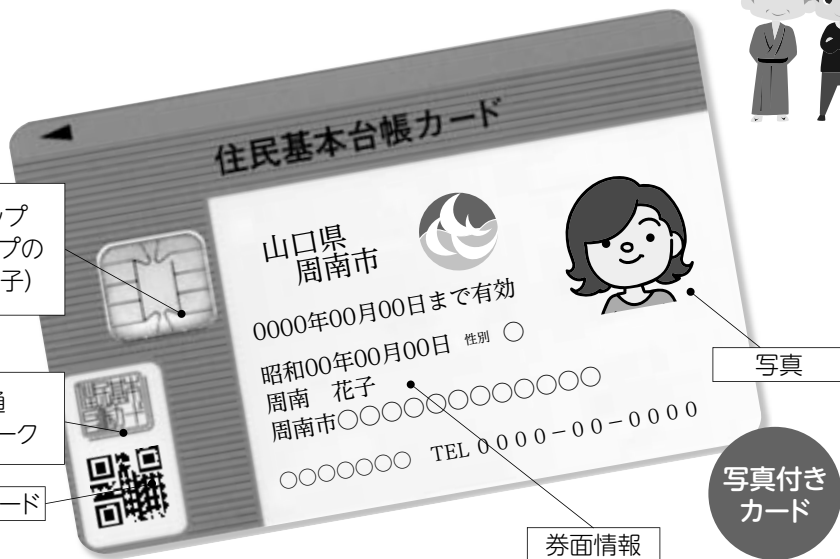 住民基本台帳カード
ップ
プの
子)
山口県
周南市
0000年00月00日まで有効
昭和00年00月00日 性別 ○
周南 花子
周南市○○○○○○○○○○○○
○○○○○○○ TEL 0000-00-0000
写真
通
ーク
ード
写真付き
カード
券面情報